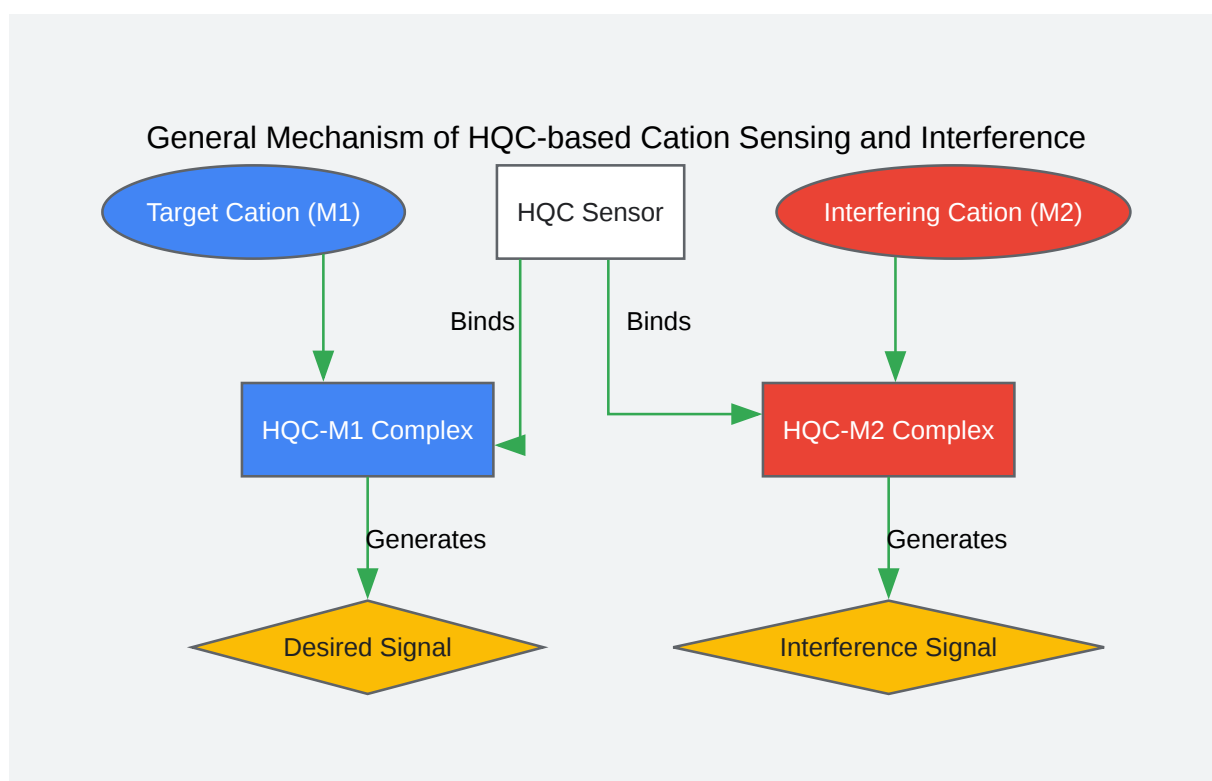 General Mechanism of HQC-based Cation Sensing and Interference
Target Cation (M1)
HQC Sensor
Interfering Cation (M2)
Binds
Binds
HQC-M1 Complex
HQC-M2 Complex
Generates
Generates
Desired Signal
Interference Signal